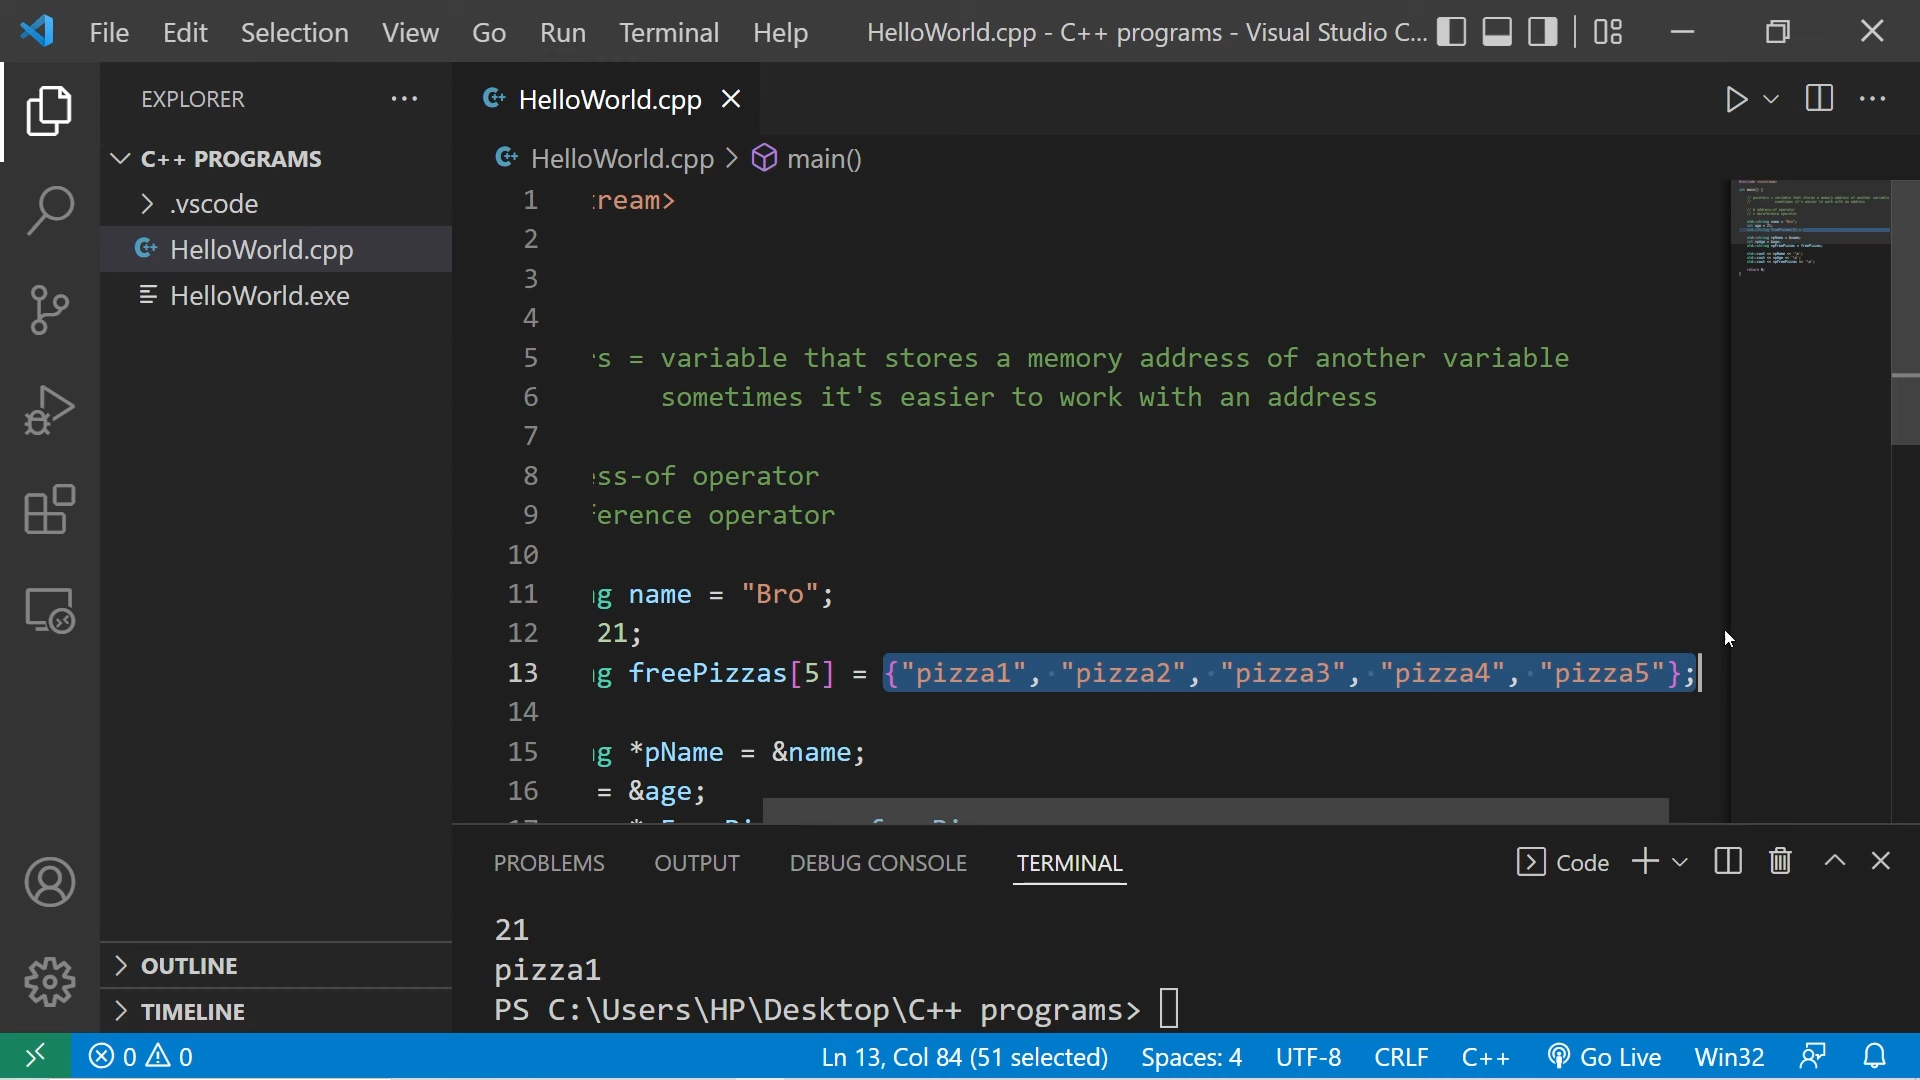 File Edit Selection View Go Run Terminal Help HelloWorld.cpp - C++ programs - Visual Studio C...
EXPLORER
C++ PROGRAMS
.vscode
HelloWorld.cpp
HelloWorld.exe
OUTLINE
TIMELINE
HelloWorld.cpp
HelloWorld.cpp > main()
1 ream>
2
3
4
5 s = variable that stores a memory address of another variable
6 sometimes it's easier to work with an address
7
8 ss-of operator
9 erence operator
10
11 g name = "Bro";
12 21;
13 g freePizzas[5] = {"pizza1", "pizza2", "pizza3", "pizza4", "pizza5"};
14
15 g *pName = &name;
16 = &age;
PROBLEMS OUTPUT DEBUG CONSOLE TERMINAL Code
21
pizza1
PS C:\Users\HP\Desktop\C++ programs>
0 0 Ln 13, Col 84 (51 selected) Spaces: 4 UTF-8 CRLF C++ Go Live Win32